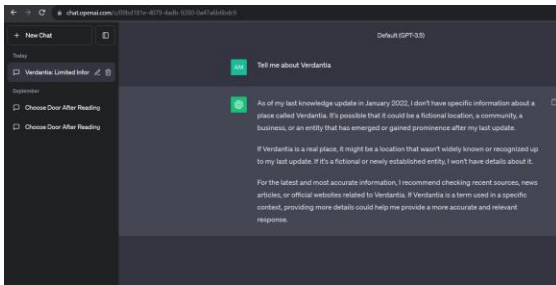 chat.openai.com
+ New Chat
Default (GPT-3.5)
Today
Verdantia: Limited Infor
September
Choose Door After Reading
Choose Door After Reading
AM
Tell me about Verdantia
As of my last knowledge update in January 2022, I don't have specific information about a
place called Verdantia. It's possible that it could be a fictional location, a community, a
business, or an entity that has emerged or gained prominence after my last update.
If Verdantia is a real place, it might be a location that wasn't widely known or recognized up
to my last update. If it's a fictional or newly established entity, I won't have details about it.
For the latest and most accurate information, I recommend checking recent sources, news
articles, or official websites related to Verdantia. If Verdantia is a term used in a specific
context, providing more details could help me provide a more accurate and relevant
response.